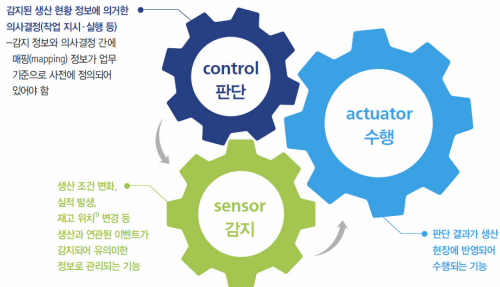 감지된 생산 현황 정보에 의거한
의사결정(작업 지시·실행 등)
~감지 정보와 의사결정 간에
매핑(mapping) 정보가 업무
기준으로 사전에 정의되어
있어야 함
control
판단
actuator
수행
sensor
감지
생산 조건 변화,
실적 발생,
재고 위치¹⁾ 변경 등
생산과 연관된 이벤트가
감지되어 유의미한
정보로 관리되는 기능
판단 결과가 생산
현장에 반영되어
수행되는 기능